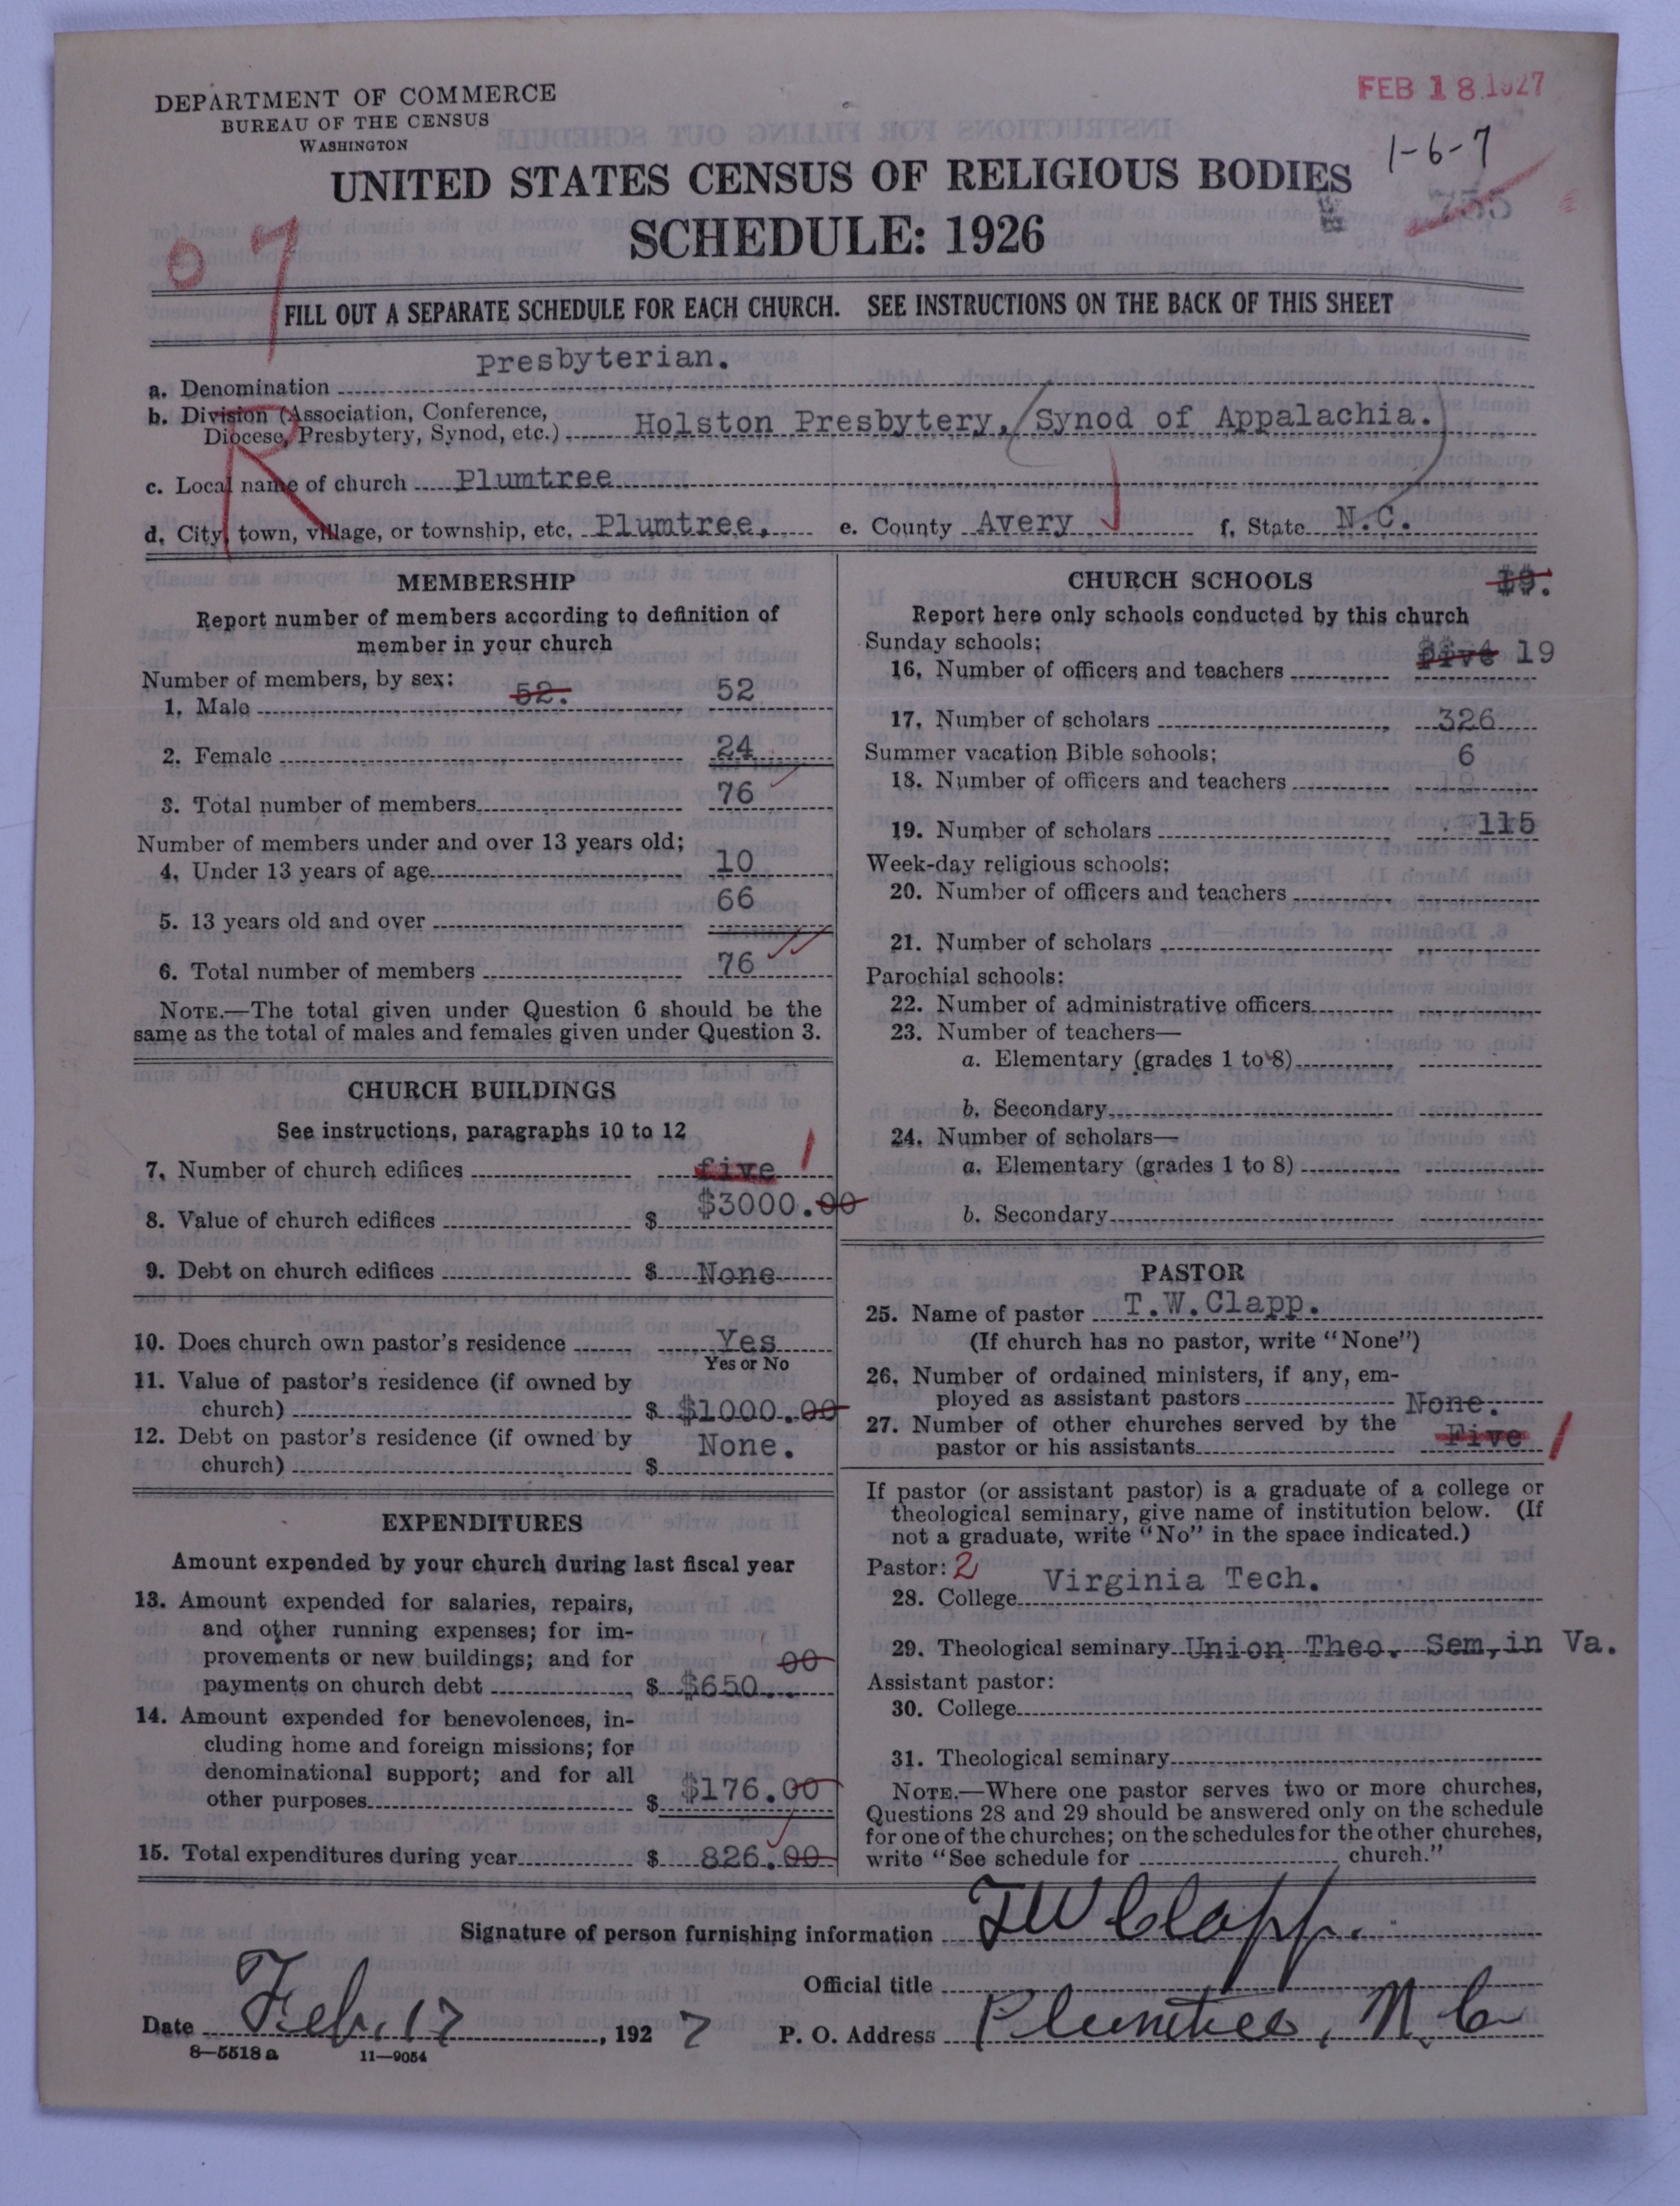 DEPARTMENT OF COMMERCE
BUREAU OF THE CENSUS
WASHINGTON
FEB 18 1927
1-6-7
UNITED STATES CENSUS OF RELIGIOUS BODIES
SCHEDULE: 1926
0 7
FILL OUT A SEPARATE SCHEDULE FOR EACH CHURCH. SEE INSTRUCTIONS ON THE BACK OF THIS SHEET
a. Denomination Presbyterian.
b. Division (Association, Conference,
Diocese, Presbytery, Synod, etc.) Holston Presbytery, Synod of Appalachia.
R
c. Local name of church Plumtree
d. City, town, village, or township, etc. Plumtree, e. County Avery f. State N.C.
MEMBERSHIP
Report number of members according to definition of
member in your church
Number of members, by sex:
1. Male 52. 52
2. Female 24
3. Total number of members 76
Number of members under and over 13 years old:
4. Under 13 years of age 10
5. 13 years old and over 66
6. Total number of members 76
NOTE.—The total given under Question 6 should be the
same as the total of males and females given under Question 3.
CHURCH BUILDINGS
See instructions, paragraphs 10 to 12
7. Number of church edifices five 1
8. Value of church edifices $ $3000.00
9. Debt on church edifices $ None
10. Does church own pastor's residence Yes
Yes or No
11. Value of pastor's residence (if owned by
church) $ $1000.00
12. Debt on pastor's residence (if owned by
church) $ None.
EXPENDITURES
Amount expended by your church during last fiscal year
13. Amount expended for salaries, repairs,
and other running expenses; for im-
provements or new buildings; and for
payments on church debt $ $650.. 00
14. Amount expended for benevolences, in-
cluding home and foreign missions; for
denominational support; and for all
other purposes $ $176.00
15. Total expenditures during year $ 826.00
CHURCH SCHOOLS 19.
Report here only schools conducted by this church
Sunday schools:
16. Number of officers and teachers five 19
17. Number of scholars 326
Summer vacation Bible schools:
18. Number of officers and teachers 6
19. Number of scholars 115
Week-day religious schools:
20. Number of officers and teachers
21. Number of scholars
Parochial schools:
22. Number of administrative officers
23. Number of teachers—
a. Elementary (grades 1 to 8)
b. Secondary
24. Number of scholars—
a. Elementary (grades 1 to 8)
b. Secondary
PASTOR
25. Name of pastor T.W.Clapp.
(If church has no pastor, write "None")
26. Number of ordained ministers, if any, em-
ployed as assistant pastors None.
27. Number of other churches served by the
pastor or his assistants Five 1
If pastor (or assistant pastor) is a graduate of a college or
theological seminary, give name of institution below. (If
not a graduate, write "No" in the space indicated.)
Pastor: 2
28. College Virginia Tech.
29. Theological seminary Union Theo. Sem, in Va.
Assistant pastor:
30. College
31. Theological seminary
NOTE.—Where one pastor serves two or more churches,
Questions 28 and 29 should be answered only on the schedule
for one of the churches; on the schedules for the other churches,
write "See schedule for church."
Signature of person furnishing information TW Clapp.
Official title
Date Feb. 17, 1927 P. O. Address Plumtree, N.C
8—5518 a 11—9054